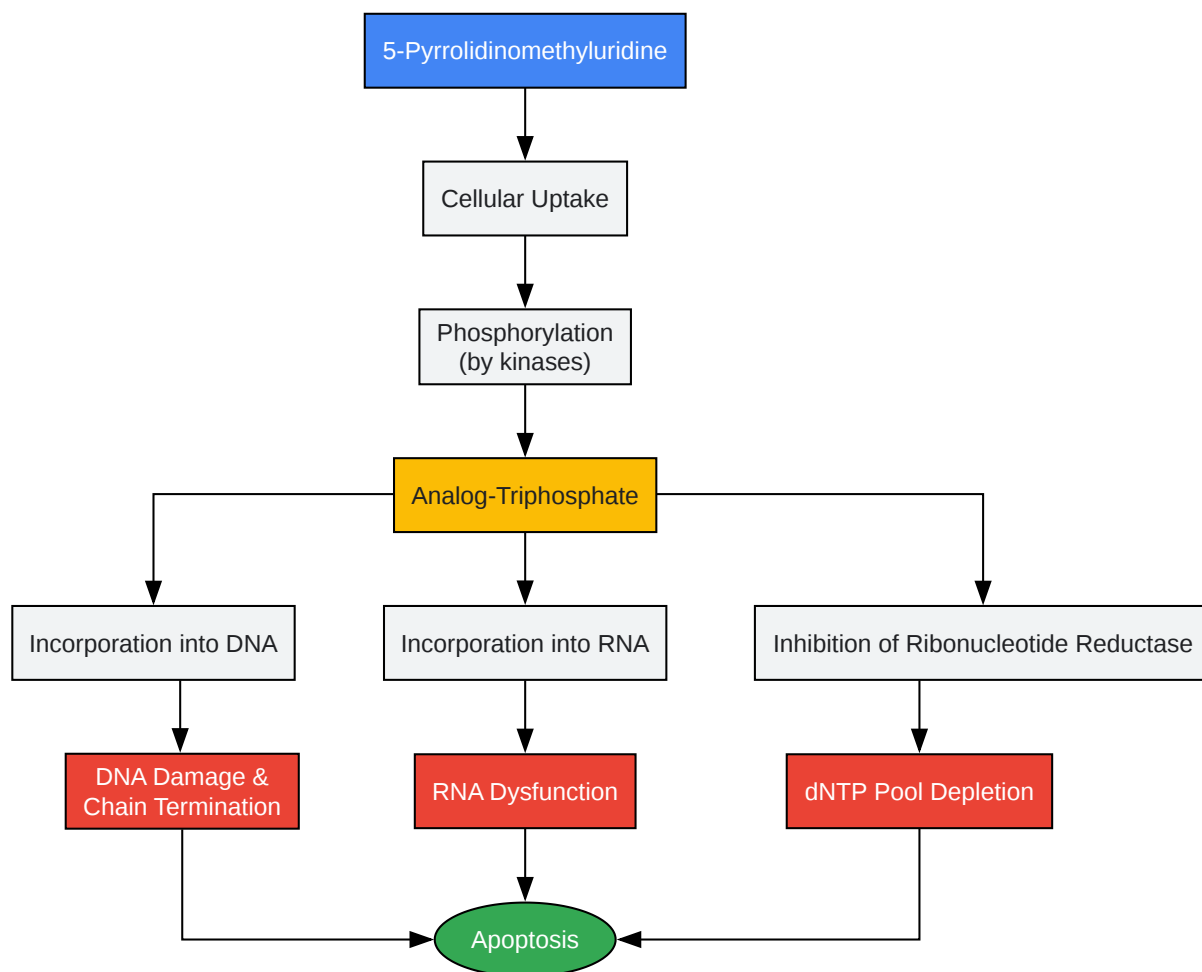 5-Pyrrolidinomethyluridine
Cellular Uptake
Phosphorylation
(by kinases)
Analog-Triphosphate
Incorporation into DNA
Incorporation into RNA
Inhibition of Ribonucleotide Reductase
DNA Damage &
Chain Termination
RNA Dysfunction
dNTP Pool Depletion
Apoptosis